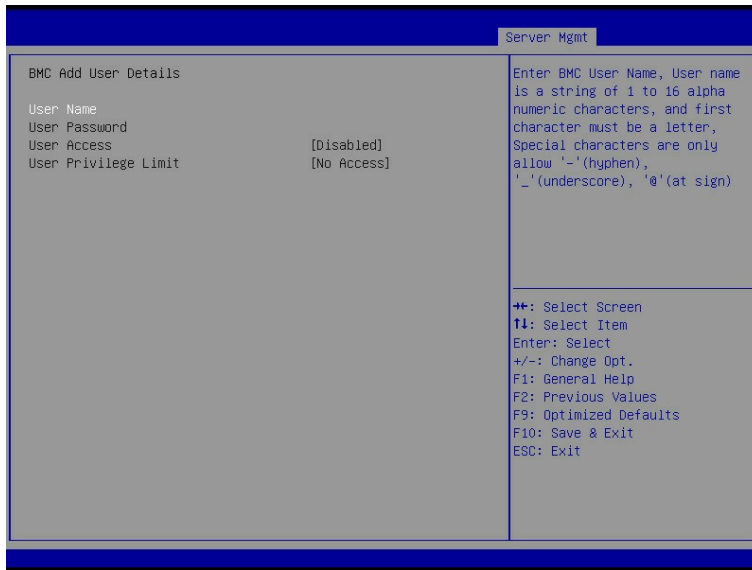 Server Mgmt
BMC Add User Details
User Name
User Password
User Access [Disabled]
User Privilege Limit [No Access]
Enter BMC User Name, User name
is a string of 1 to 16 alpha
numeric characters, and first
character must be a letter,
Special characters are only
allow '-'(hyphen),
'_'(underscore), '@'(at sign)
→←: Select Screen
↑↓: Select Item
Enter: Select
+/-: Change Opt.
F1: General Help
F2: Previous Values
F9: Optimized Defaults
F10: Save & Exit
ESC: Exit